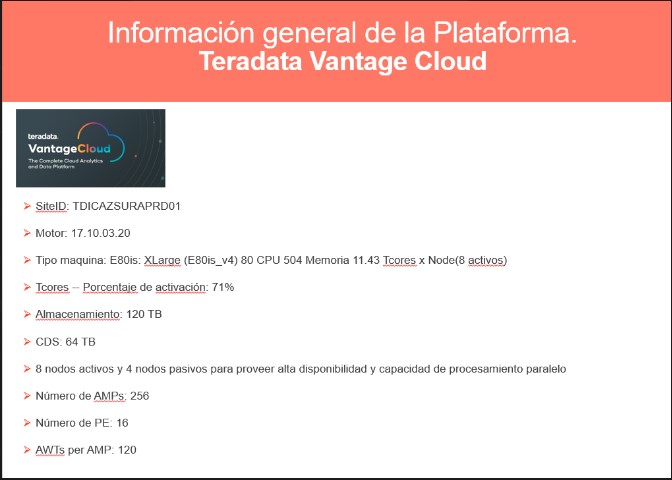 Información general de la Plataforma.
Teradata Vantage Cloud
teradata.
VantageCloud
The Complete Cloud Analytics
and Data Platform
SiteID: TDICAZSURAPRD01
Motor: 17.10.03.20
Tipo maquina: E80is: XLarge (E80is_v4) 80 CPU 504 Memoria 11.43 Tcores x Node(8 activos)
Tcores -- Porcentaje de activación: 71%
Almacenamiento: 120 TB
CDS: 64 TB
8 nodos activos y 4 nodos pasivos para proveer alta disponibilidad y capacidad de procesamiento paralelo
Número de AMPs: 256
Número de PE: 16
AWTs per AMP: 120